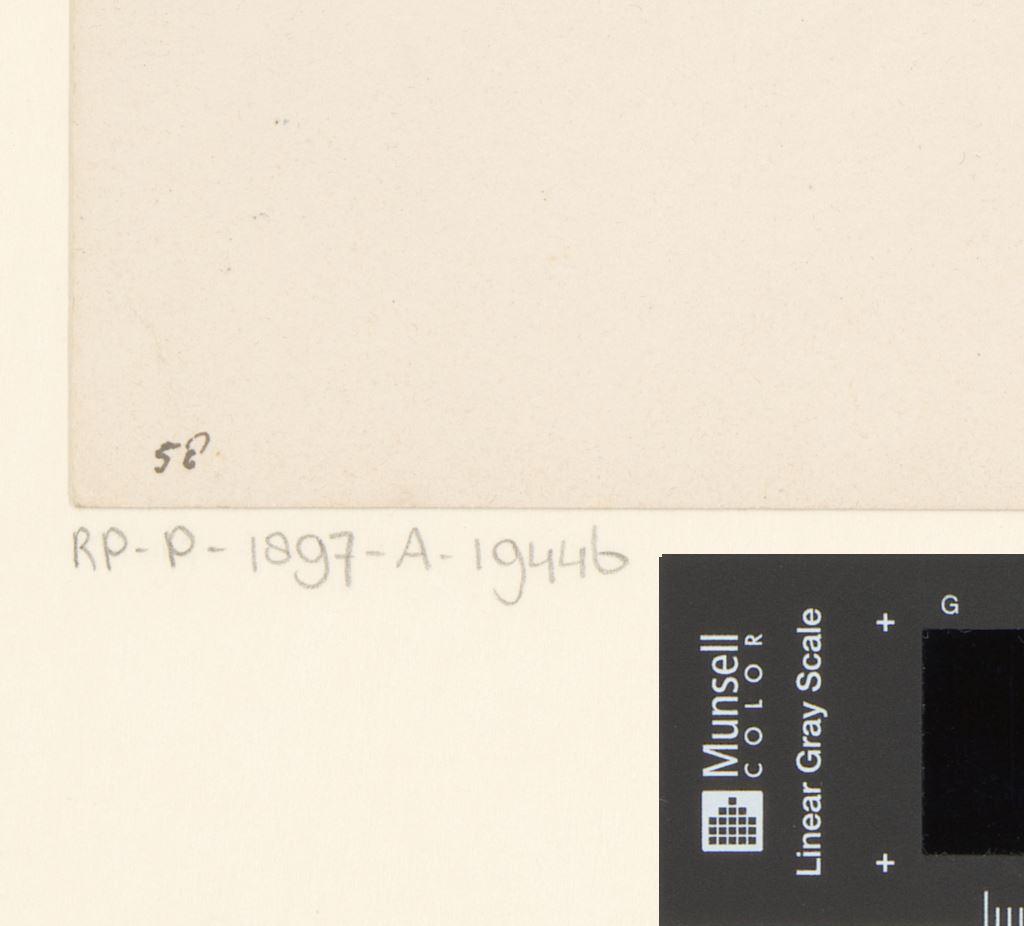 58
RP-P-1897-A-19446
G
Munsell
COLOR
Linear Gray Scale